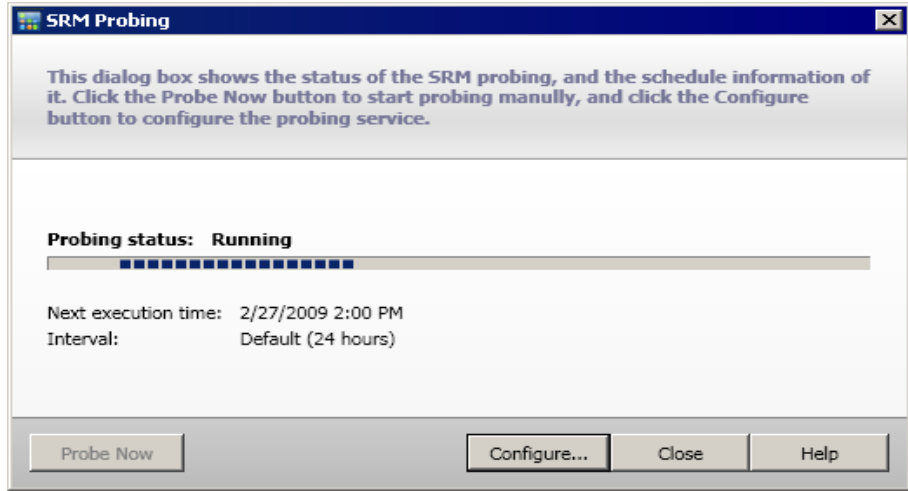 SRM Probing
This dialog box shows the status of the SRM probing, and the schedule information of
it. Click the Probe Now button to start probing manully, and click the Configure
button to configure the probing service.
Probing status: Running
Next execution time: 2/27/2009 2:00 PM
Interval: Default (24 hours)
Probe Now Configure... Close Help